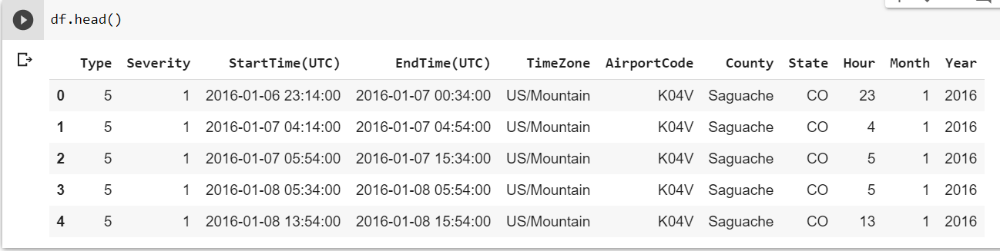 df.head()
Type Severity StartTime(UTC) EndTime(UTC) TimeZone AirportCode County State Hour Month Year
0 5 1 2016-01-06 23:14:00 2016-01-07 00:34:00 US/Mountain K04V Saguache CO 23 1 2016
1 5 1 2016-01-07 04:14:00 2016-01-07 04:54:00 US/Mountain K04V Saguache CO 4 1 2016
2 5 1 2016-01-07 05:54:00 2016-01-07 15:34:00 US/Mountain K04V Saguache CO 5 1 2016
3 5 1 2016-01-08 05:34:00 2016-01-08 05:54:00 US/Mountain K04V Saguache CO 5 1 2016
4 5 1 2016-01-08 13:54:00 2016-01-08 15:54:00 US/Mountain K04V Saguache CO 13 1 2016